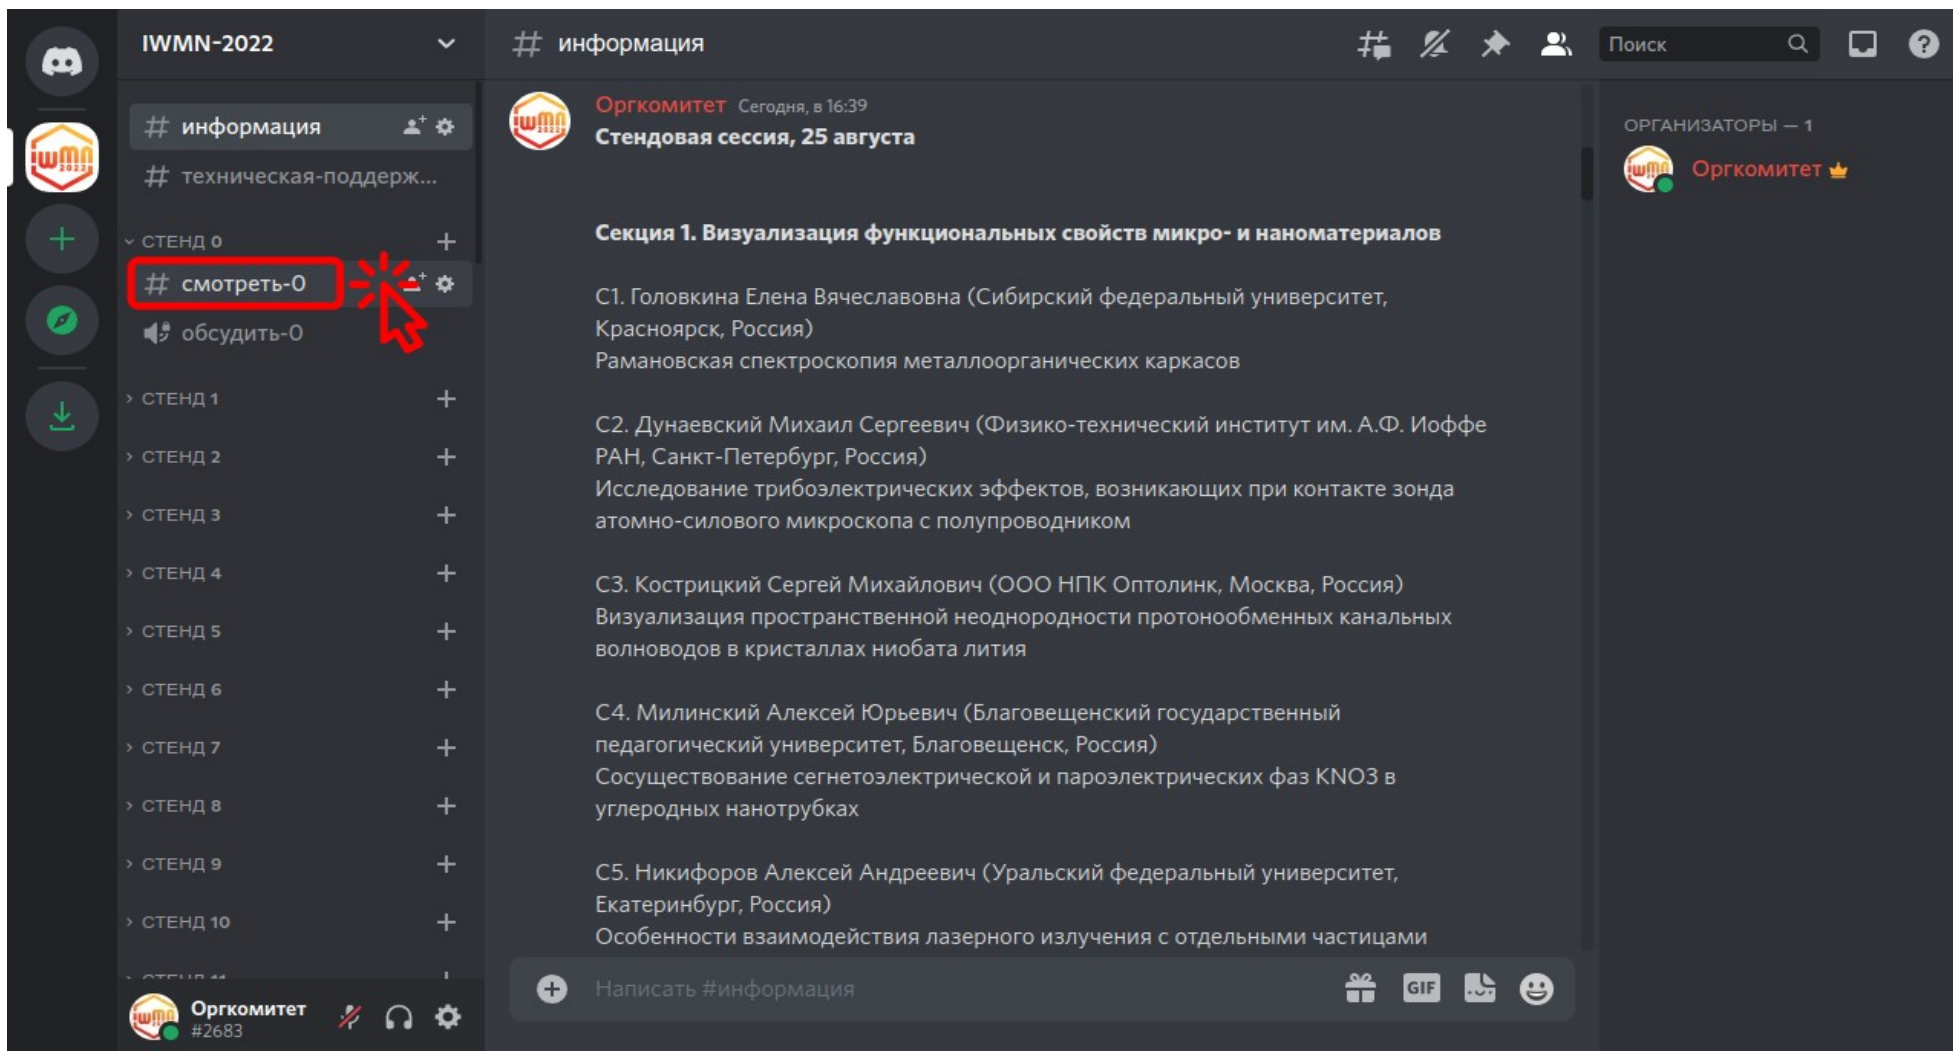 IWMN-2022
информация
техническая-поддерж...
СТЕНД 0
смотреть-0
обсудить-0
СТЕНД 1
СТЕНД 2
СТЕНД 3
СТЕНД 4
СТЕНД 5
СТЕНД 6
СТЕНД 7
СТЕНД 8
СТЕНД 9
СТЕНД 10
СТЕНД 11
Оргкомитет
#2683
# информация
Поиск
Оргкомитет Сегодня, в 16:39
Стендовая сессия, 25 августа
Секция 1. Визуализация функциональных свойств микро- и наноматериалов
С1. Головкина Елена Вячеславовна (Сибирский федеральный университет,
Красноярск, Россия)
Рамановская спектроскопия металлоорганических каркасов
С2. Дунаевский Михаил Сергеевич (Физико-технический институт им. А.Ф. Иоффе
РАН, Санкт-Петербург, Россия)
Исследование трибоэлектрических эффектов, возникающих при контакте зонда
атомно-силового микроскопа с полупроводником
С3. Кострицкий Сергей Михайлович (ООО НПК Оптолинк, Москва, Россия)
Визуализация пространственной неоднородности протонообменных канальных
волноводов в кристаллах ниобата лития
С4. Милинский Алексей Юрьевич (Благовещенский государственный
педагогический университет, Благовещенск, Россия)
Сосуществование сегнетоэлектрической и пароэлектрических фаз KNO3 в
углеродных нанотрубках
С5. Никифоров Алексей Андреевич (Уральский федеральный университет,
Екатеринбург, Россия)
Особенности взаимодействия лазерного излучения с отдельными частицами
Написать #информация
GIF
ОРГАНИЗАТОРЫ — 1
Оргкомитет